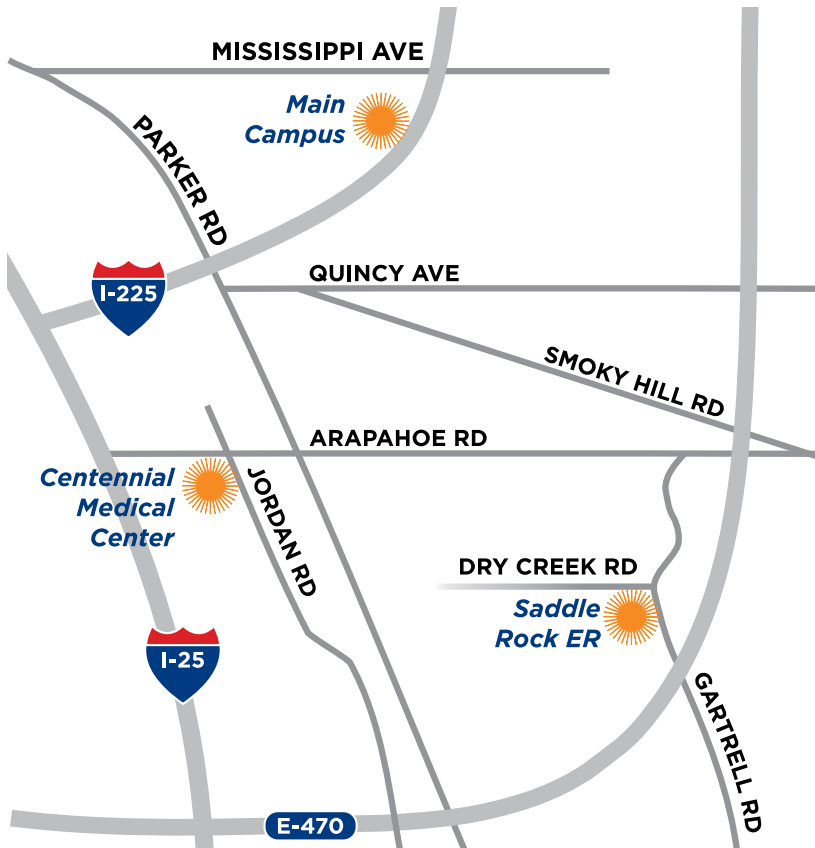 MISSISSIPPI AVE
Main
Campus
PARKER RD
QUINCY AVE
I-225
SMOKY HILL RD
ARAPAHOE RD
Centennial
Medical
Center
JORDAN RD
DRY CREEK RD
Saddle
Rock ER
I-25
GARTRELL RD
E-470